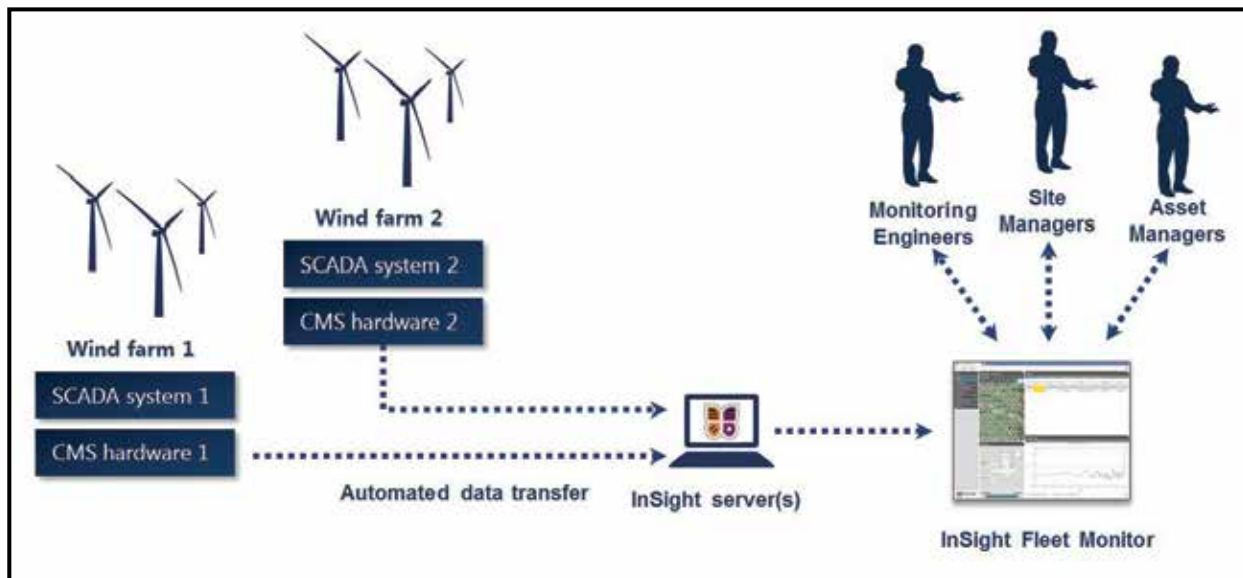 Wind farm 2
SCADA system 2
CMS hardware 2
Wind farm 1
SCADA system 1
CMS hardware 1
Automated data transfer
InSight server(s)
Monitoring
Engineers
Site
Managers
Asset
Managers
InSight Fleet Monitor